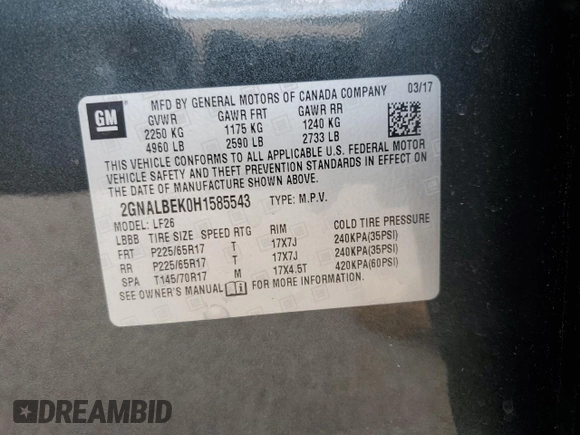 GM
MFD BY GENERAL MOTORS OF CANADA COMPANY 03/17
GVWR GAWR FRT GAWR RR
2250 KG 1175 KG 1240 KG
4960 LB 2590 LB 2733 LB
THIS VEHICLE CONFORMS TO ALL APPLICABLE U.S. FEDERAL MOTOR
VEHICLE SAFETY AND THEFT PREVENTION STANDARDS IN EFFECT ON
THE DATE OF MANUFACTURE SHOWN ABOVE.
2GNALBEK0H1585543 TYPE: M.P.V.
MODEL: LF26
LBBB TIRE SIZE SPEED RTG RIM COLD TIRE PRESSURE
FRT P225/65R17 T 17X7J 240KPA(35PSI)
RR P225/65R17 T 17X7J 240KPA(35PSI)
SPA T145/70R17 M 17X4.5T 420KPA(60PSI)
SEE OWNER'S MANUAL FOR MORE INFORMATION.
DREAMBID